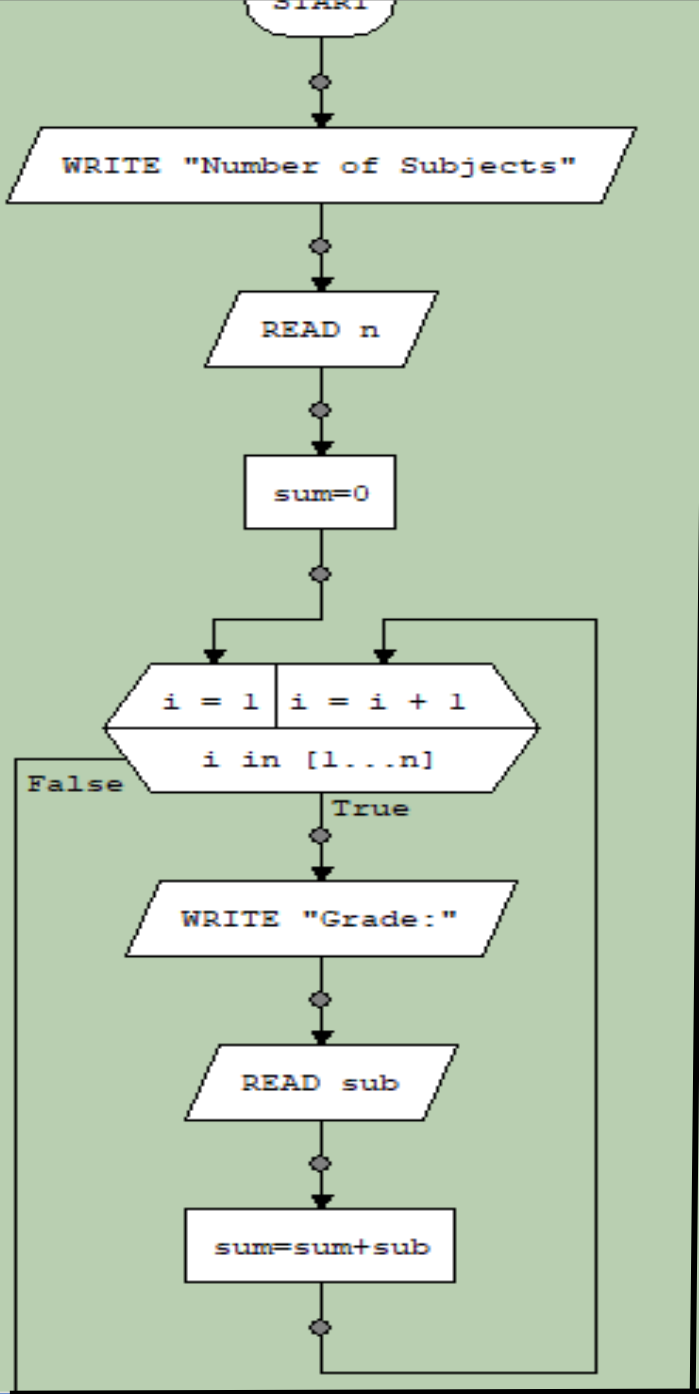 START
WRITE "Number of Subjects"
READ n
sum=0
i = 1 i = i + 1
i in [1...n]
False
True
WRITE "Grade:"
READ sub
sum=sum+sub